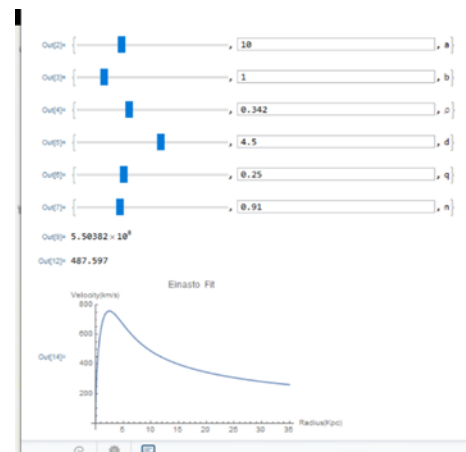 Out[2]= { , 10 , a}
Out[3]= { , 1 , b}
Out[4]= { , 0.342 , ρ}
Out[5]= { , 4.5 , d}
Out[6]= { , 0.25 , q}
Out[7]= { , 0.91 , n}
Out[9]= 5.50382 × 10⁸
Out[12]= 487.597
Einasto Fit
Velocity(km/s)
800
600
Out[14]= 400
200
5 10 15 20 25 30 35 Radius(Kpc)